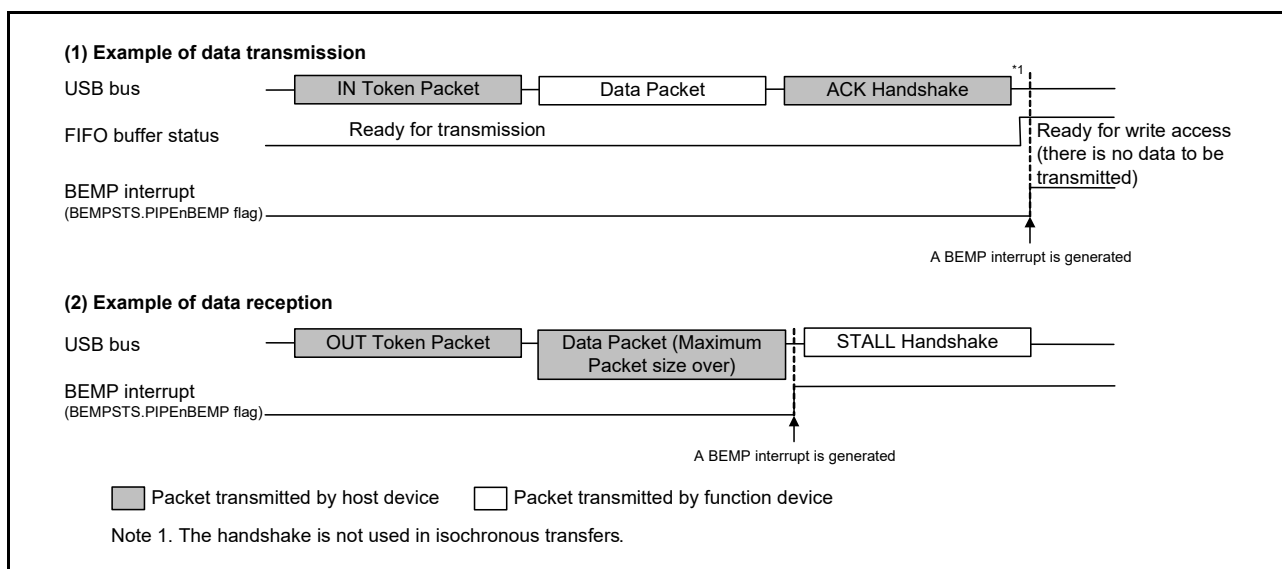 (1) Example of data transmission
USB bus
IN Token Packet
Data Packet
ACK Handshake
*1
FIFO buffer status
Ready for transmission
Ready for write access
(there is no data to be
transmitted)
BEMP interrupt
(BEMPSTS.PIPEnBEMP flag)
A BEMP interrupt is generated
(2) Example of data reception
USB bus
OUT Token Packet
Data Packet (Maximum
Packet size over)
STALL Handshake
BEMP interrupt
(BEMPSTS.PIPEnBEMP flag)
A BEMP interrupt is generated
Packet transmitted by host device
Packet transmitted by function device
Note 1. The handshake is not used in isochronous transfers.